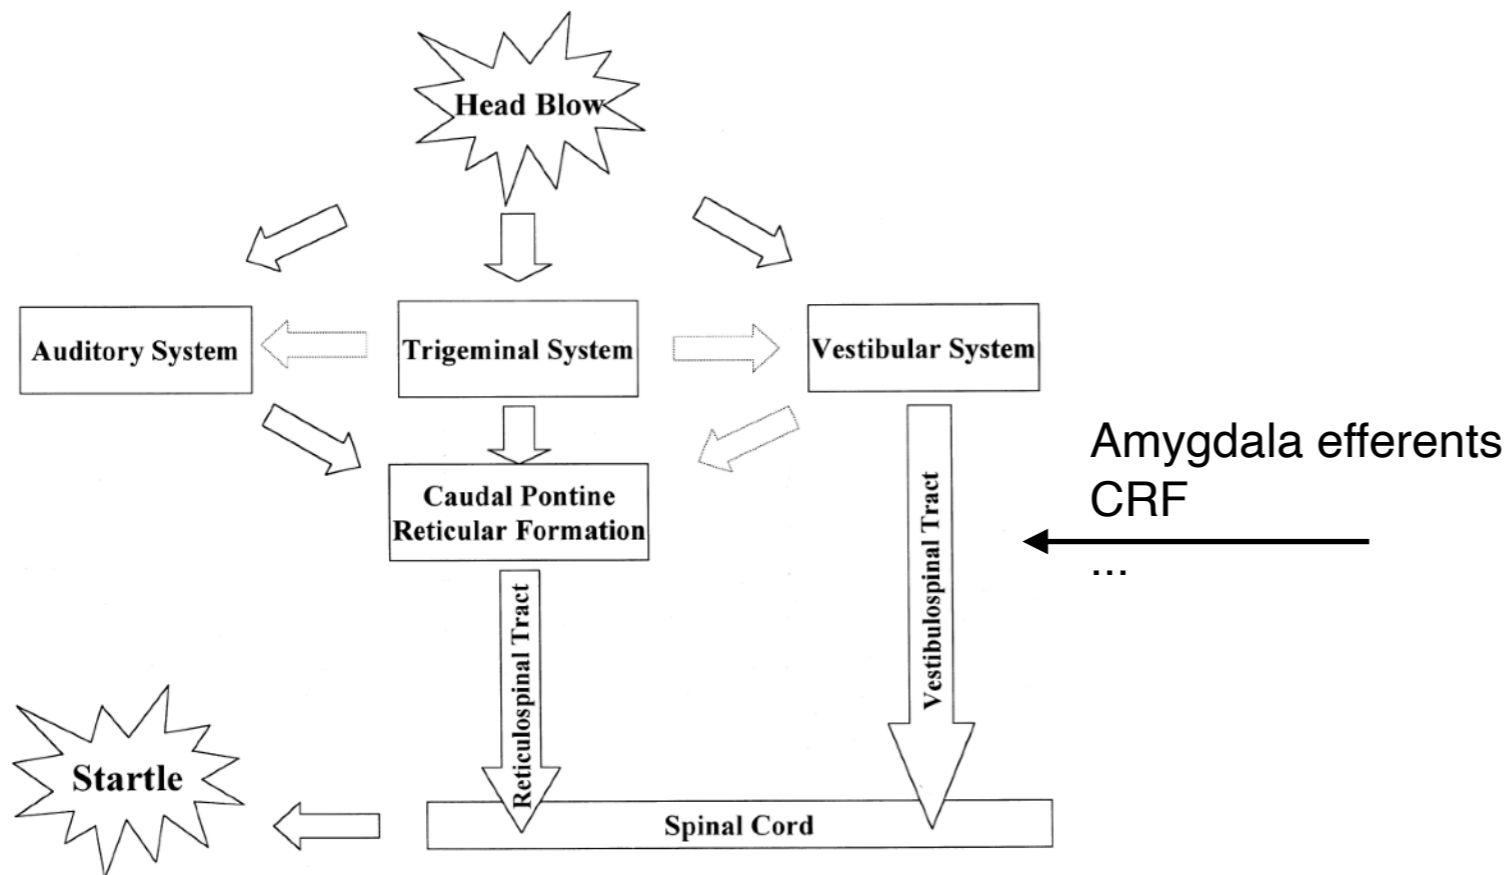 Head Blow
Auditory System
Trigeminal System
Vestibular System
Amygdala efferents
CRF
...
Caudal Pontine
Reticular Formation
Reticulospinal Tract
Vestibulospinal Tract
Startle
Spinal Cord